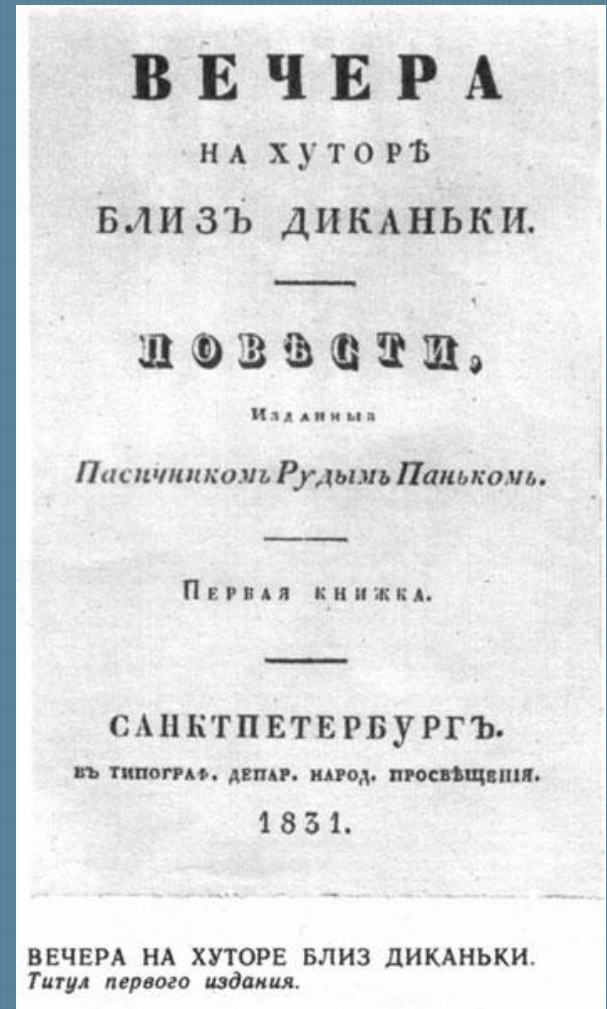 ВЕЧЕРА
НА ХУТОРѢ
БЛИЗЪ ДИКАНЬКИ.
ПОВѢСТИ,
Изданныя
Пасичникомъ Рудымъ Панькомъ.
Первая книжка.
САНКТПЕТЕРБУРГЪ.
ВЪ ТИПОГРАФ. ДЕПАР. НАРОД. ПРОСВѢЩЕНІЯ.
1831.
ВЕЧЕРА НА ХУТОРЕ БЛИЗ ДИКАНЬКИ.
Титул первого издания.